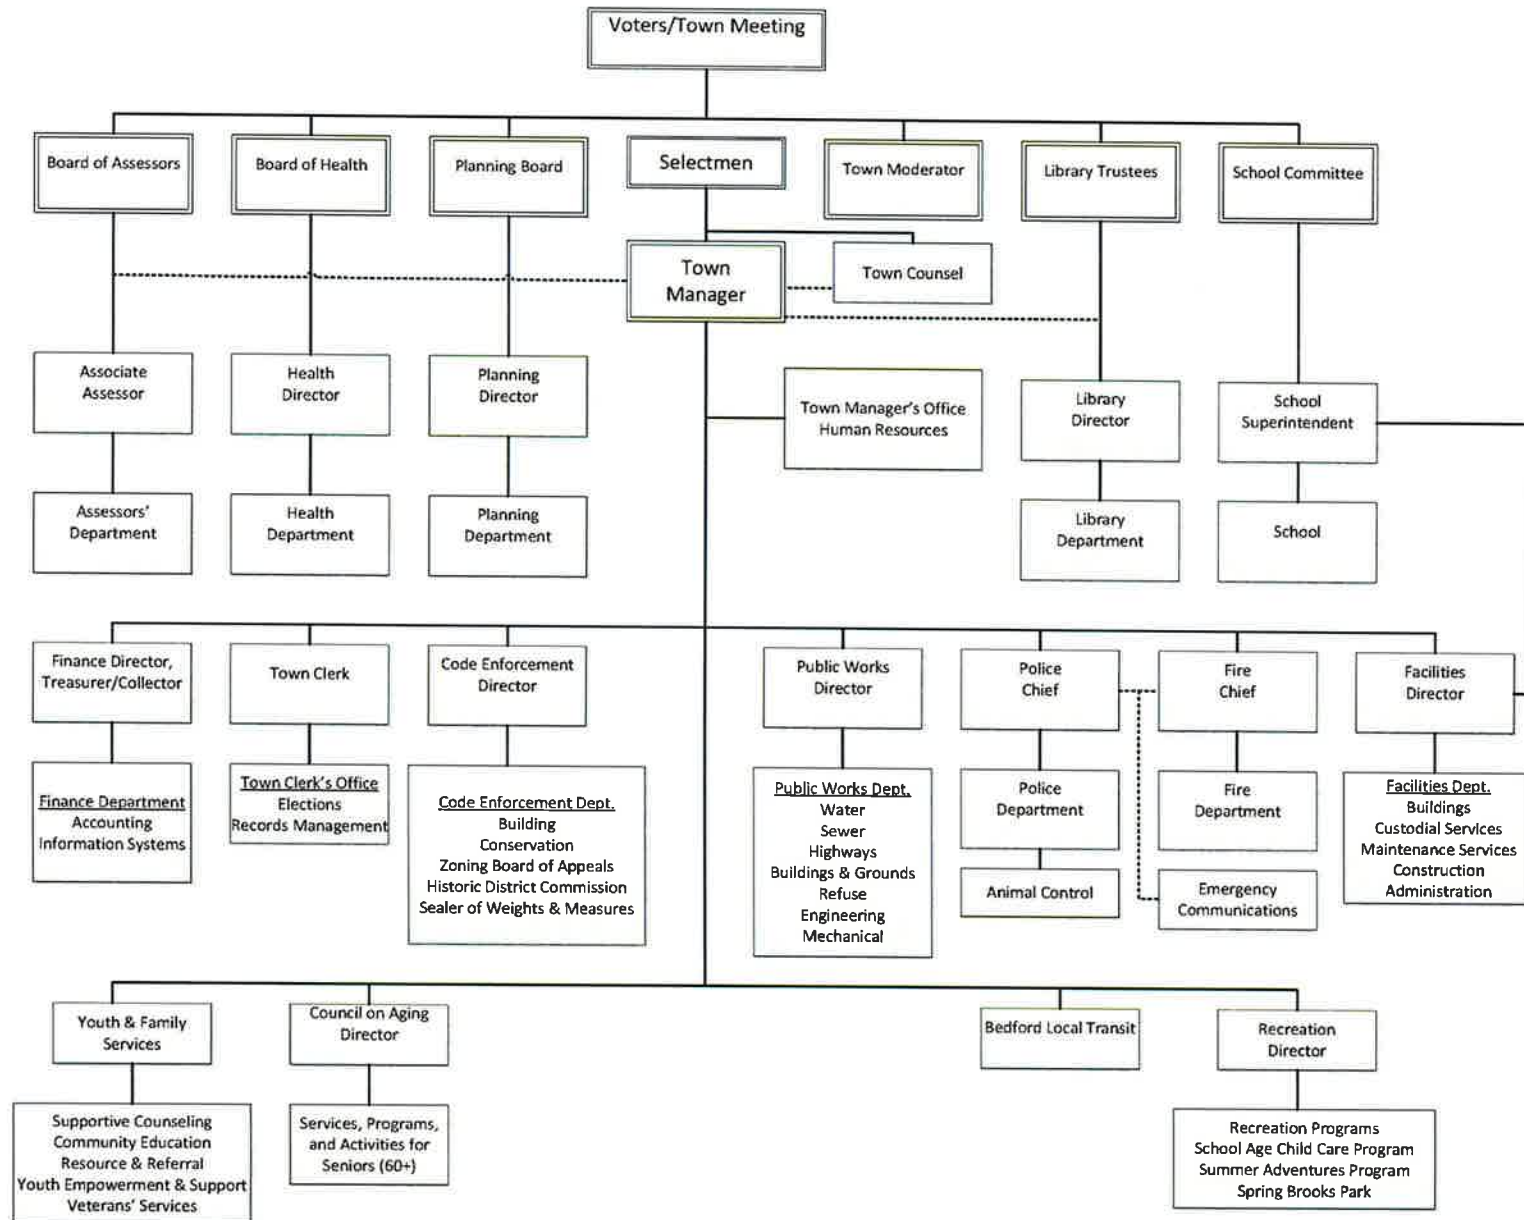 Voters/Town Meeting
Board of Assessors
Board of Health
Planning Board
Selectmen
Town Moderator
Library Trustees
School Committee
Town
Manager
Town Counsel
Associate
Assessor
Health
Director
Planning
Director
Town Manager's Office
Human Resources
Library
Director
School
Superintendent
Assessors'
Department
Health
Department
Planning
Department
Library
Department
School
Finance Director,
Treasurer/Collector
Town Clerk
Code Enforcement
Director
Public Works
Director
Police
Chief
Fire
Chief
Facilities
Director
Finance Department
Accounting
Information Systems
Town Clerk's Office
Elections
Records Management
Code Enforcement Dept.
Building
Conservation
Zoning Board of Appeals
Historic District Commission
Sealer of Weights & Measures
Public Works Dept.
Water
Sewer
Highways
Buildings & Grounds
Refuse
Engineering
Mechanical
Police
Department
Animal Control
Fire
Department
Emergency
Communications
Facilities Dept.
Buildings
Custodial Services
Maintenance Services
Construction
Administration
Youth & Family
Services
Council on Aging
Director
Bedford Local Transit
Recreation
Director
Supportive Counseling
Community Education
Resource & Referral
Youth Empowerment & Support
Veterans' Services
Services, Programs,
and Activities for
Seniors (60+)
Recreation Programs
School Age Child Care Program
Summer Adventures Program
Spring Brooks Park